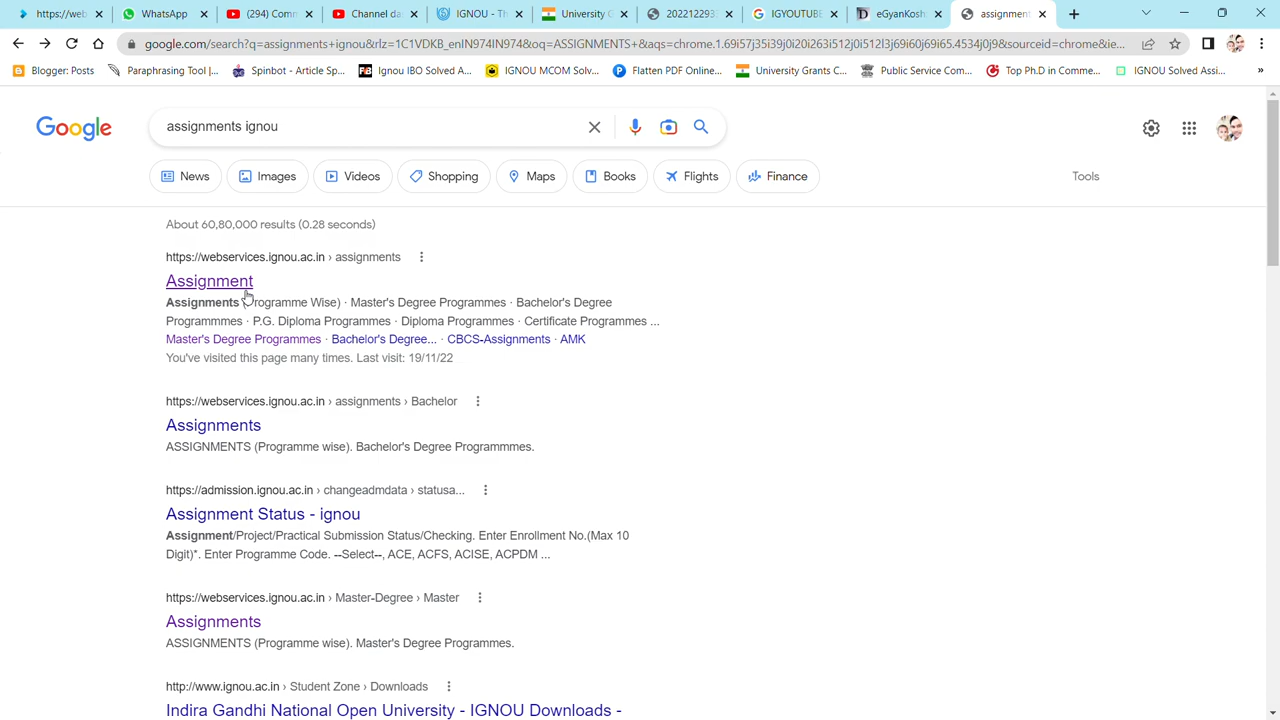 https://web
WhatsApp
(294) Comm
Channel da
IGNOU - Th
University G
2022122930
IGYOUTUBE
eGyanKosh
assignment
google.com/search?q=assignments+ignou&rlz=1C1VDKB_enIN974IN974&oq=ASSIGNMENTS+&aqs=chrome.1.69i57j35i39j0i20i263i512j0i512l3j69i60j69i65.4534j0j9&sourceid=chrome&ie...
Blogger: Posts
Paraphrasing Tool |...
Spinbot - Article Sp...
Ignou IBO Solved A...
IGNOU MCOM Solv...
Flatten PDF Online...
University Grants C...
Public Service Com...
Top Ph.D in Comme...
IGNOU Solved Assi...
»
Google
assignments ignou
News
Images
Videos
Shopping
Maps
Books
Flights
Finance
Tools
About 60,80,000 results (0.28 seconds)
https://webservices.ignou.ac.in › assignments
Assignment
Assignments (Programme Wise) · Master's Degree Programmes · Bachelor's Degree
Programmmes · P.G. Diploma Programmes · Diploma Programmes · Certificate Programmes ...
Master's Degree Programmes · Bachelor's Degree... · CBCS-Assignments · AMK
You've visited this page many times. Last visit: 19/11/22
https://webservices.ignou.ac.in › assignments › Bachelor
Assignments
ASSIGNMENTS (Programme wise). Bachelor's Degree Programmmes.
https://admission.ignou.ac.in › changeadmdata › statusa...
Assignment Status - ignou
Assignment/Project/Practical Submission Status/Checking. Enter Enrollment No.(Max 10
Digit)*. Enter Programme Code. --Select--, ACE, ACFS, ACISE, ACPDM ...
https://webservices.ignou.ac.in › Master-Degree › Master
Assignments
ASSIGNMENTS (Programme wise). Master's Degree Programmes.
http://www.ignou.ac.in › Student Zone › Downloads
Indira Gandhi National Open University - IGNOU Downloads -